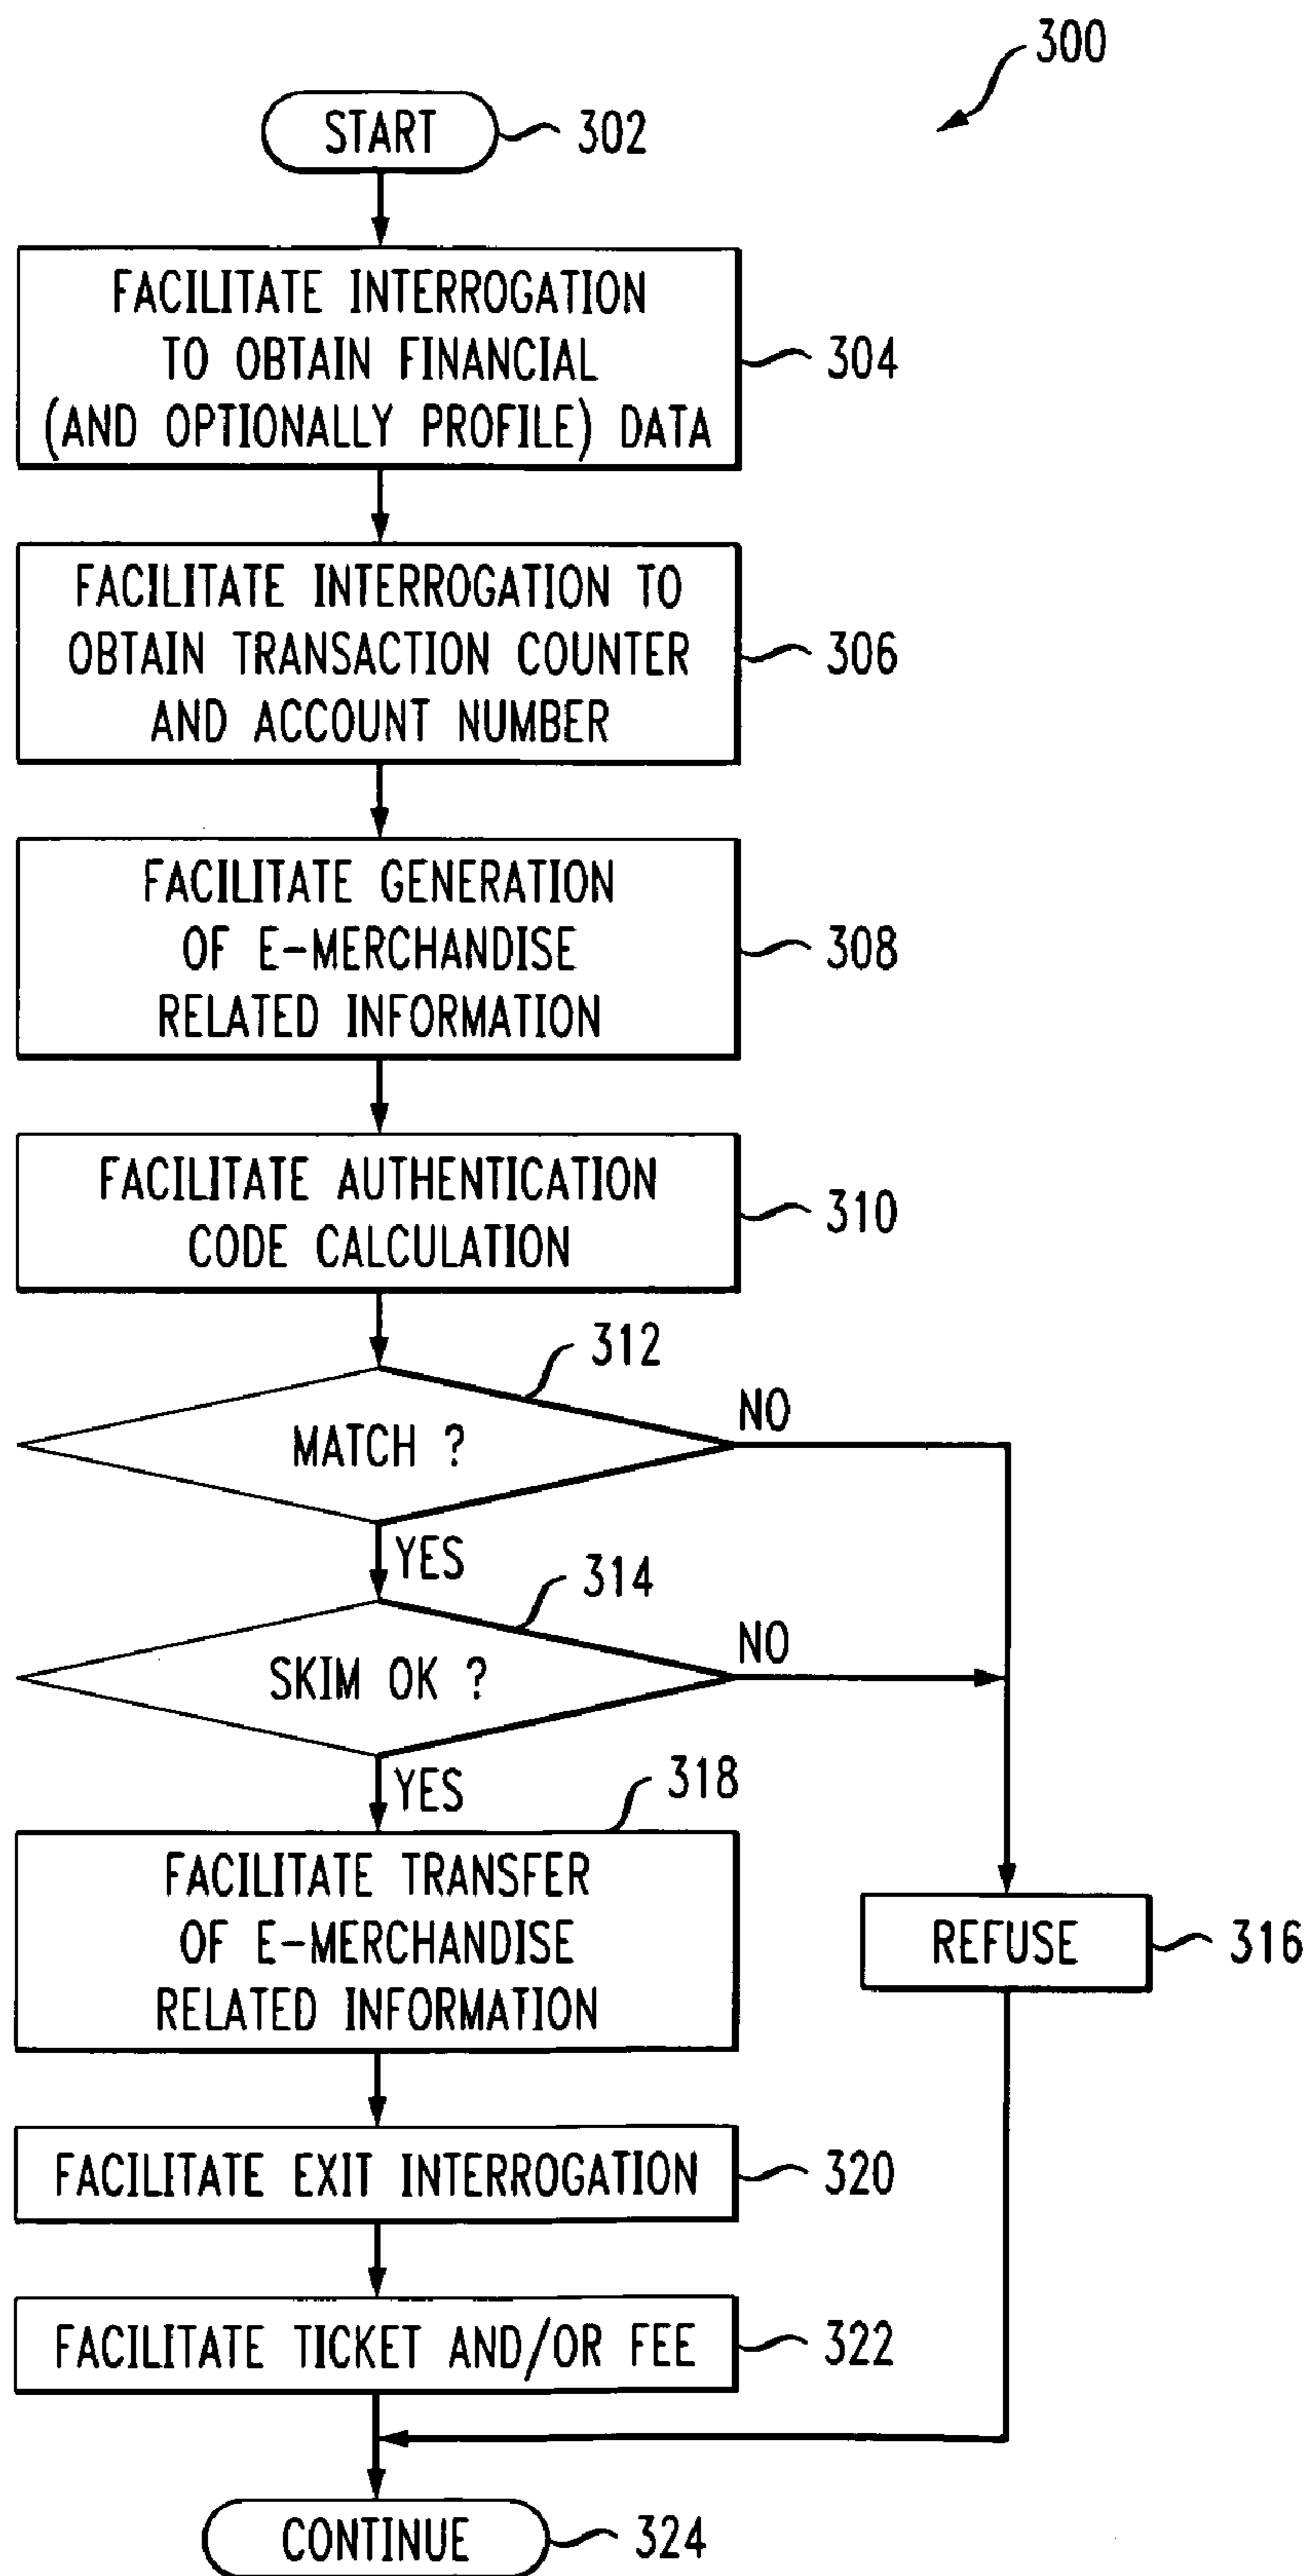 300
START
302
FACILITATE INTERROGATION
TO OBTAIN FINANCIAL
(AND OPTIONALLY PROFILE) DATA
304
FACILITATE INTERROGATION TO
OBTAIN TRANSACTION COUNTER
AND ACCOUNT NUMBER
306
FACILITATE GENERATION
OF E-MERCHANDISE
RELATED INFORMATION
308
FACILITATE AUTHENTICATION
CODE CALCULATION
310
312
MATCH ?
NO
YES
314
SKIM OK ?
NO
YES
318
FACILITATE TRANSFER
OF E-MERCHANDISE
RELATED INFORMATION
REFUSE
316
FACILITATE EXIT INTERROGATION
320
FACILITATE TICKET AND/OR FEE
322
CONTINUE
324